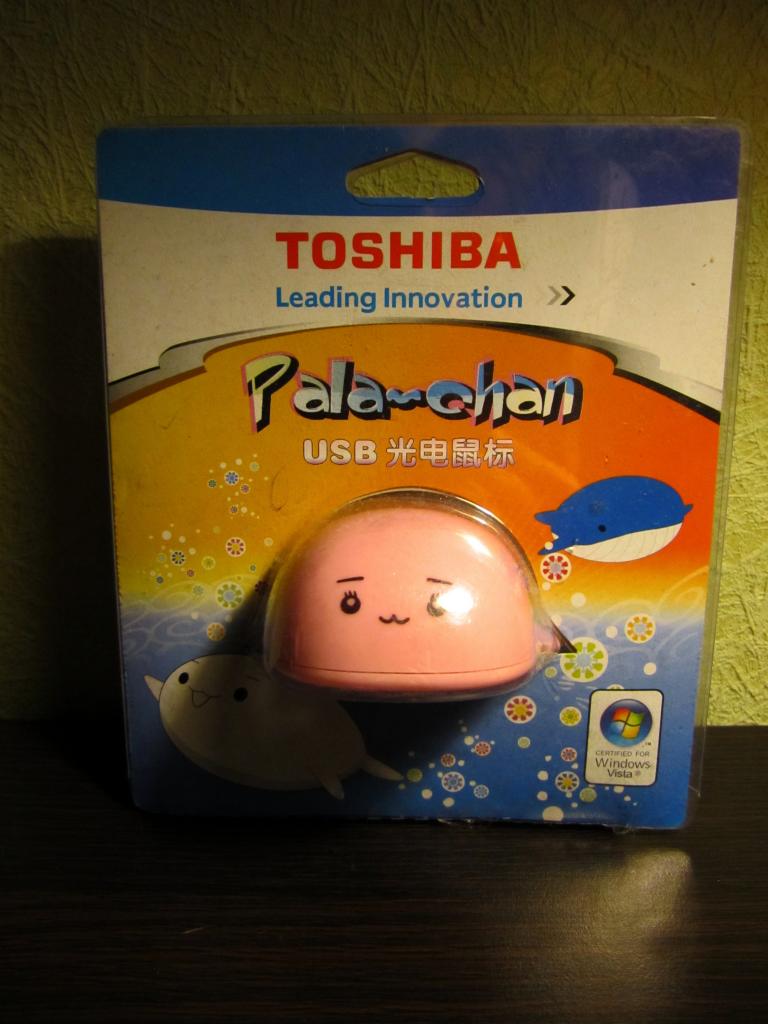 TOSHIBA
Leading Innovation
Pala~chan
USB 光电鼠标
CERTIFIED FOR
Windows
Vista®